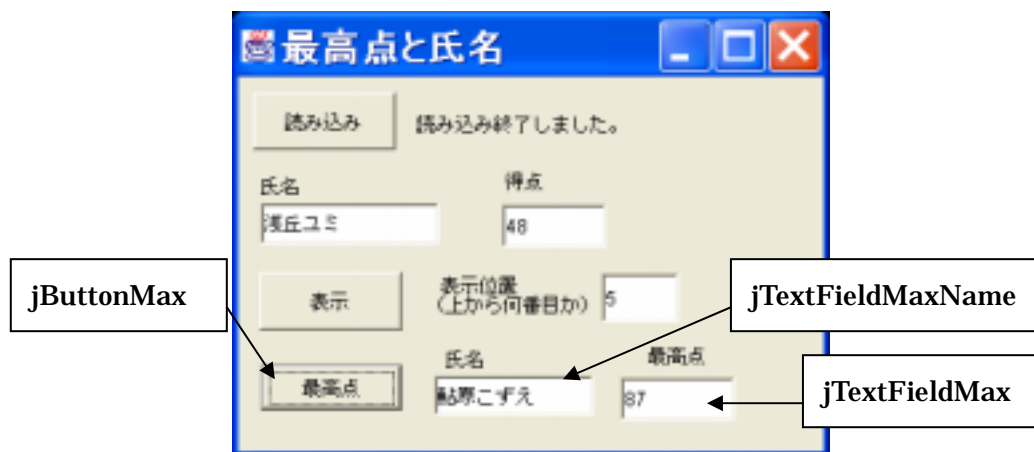 最高点と氏名
読み込み 読み込み終了しました。
氏名 得点
浅丘ユミ 48
表示 表示位置
(上から何番目か) 5
jButtonMax
jTextFieldMaxName
氏名 最高点
最高点 鮎原こずえ 87
jTextFieldMax